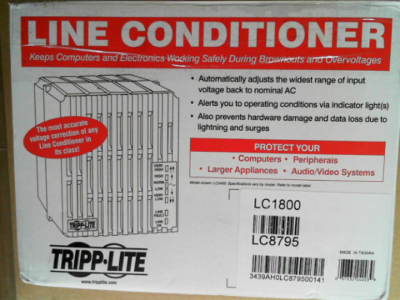 LINE CONDITIONER
Keeps Computers and Electronics Working Safely During Brownouts and Overvoltages
• Automatically adjusts the widest range of input
voltage back to nominal AC
• Alerts you to operating conditions via indicator light(s)
• Also prevents hardware damage and data loss due to
lightning and surges
The most accurate
voltage correction of any
Line Conditioner in
its class!
PROTECT YOUR
• Computers • Peripherals
• Larger Appliances • Audio/Video Systems
LC1800
LC8795
MADE IN TAIWAN
3439AH0LC879500141
TRIPP·LITE
www.tripplite.com